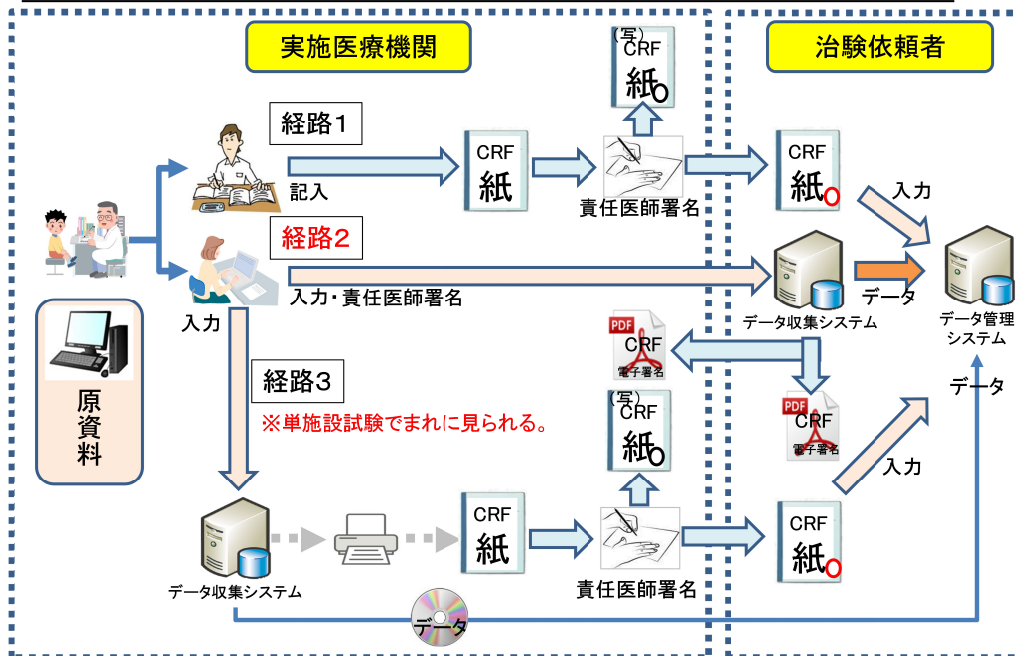 実施医療機関
治験依頼者
(写)
CRF
紙
経路1
記入
CRF
紙
責任医師署名
CRF
紙
入力
経路2
入力・責任医師署名
入力
データ収集システム
データ
データ管理
システム
原
資
料
経路3
※単施設試験でまれに見られる。
PDF
CRF
電子署名
(写)
CRF
紙
PDF
CRF
電子署名
データ
入力
データ収集システム
CRF
紙
責任医師署名
CRF
紙
データ